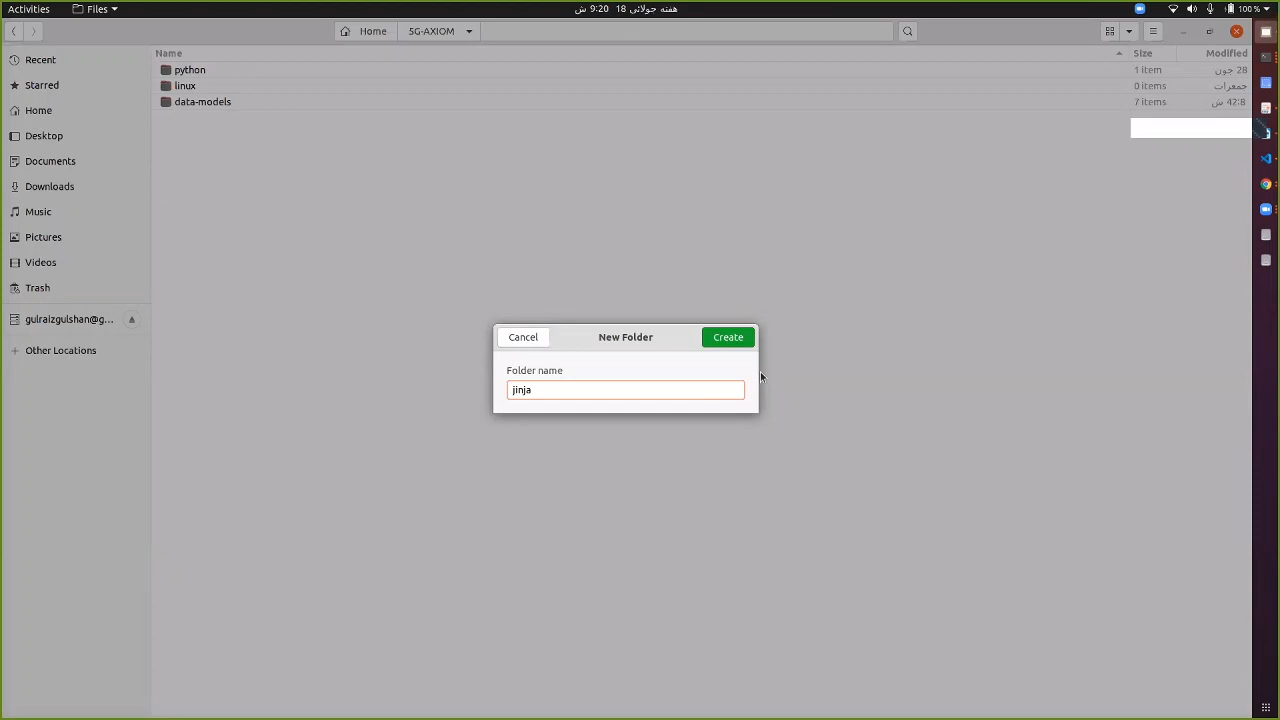 Activities Files هفته جولائی 18 9:20 ش 100 %
Home 5G-AXIOM
Name Size Modified
Recent
Starred
Home
Desktop
Documents
Downloads
Music
Pictures
Videos
Trash
gulraizgulshan@g...
Other Locations
python 1 item 28 جون
linux 0 items جمعرات
data-models 7 items 42:8 ش
Cancel New Folder Create
Folder name
jinja